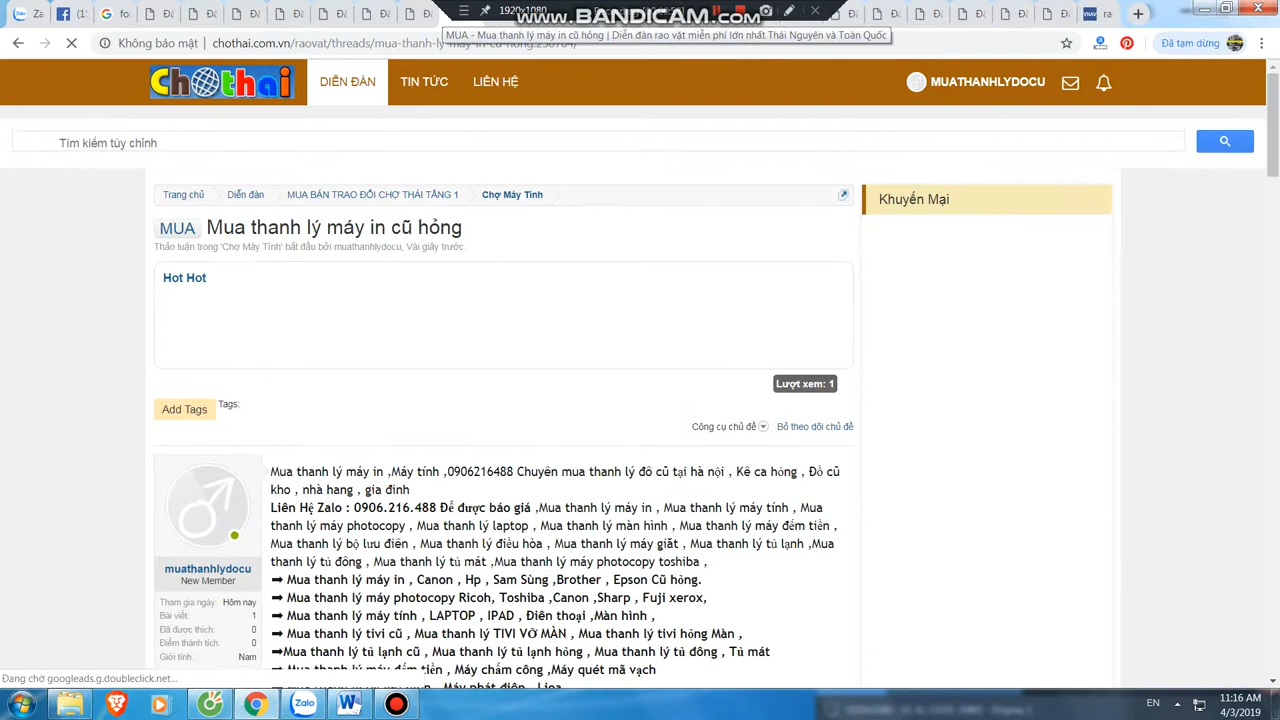 1920x1080
www.BANDICAM.com
MUA - Mua thanh lý máy in cũ hỏng | Diễn đàn rao vặt miễn phí lớn nhất Thái Nguyên và Toàn Quốc
Không bảo mật | chothai.com.vn/raovat/threads/mua-thanh-ly-may-in-cu-hong.250704/
Đã tạm dừng
Chothai
DIỄN ĐÀN
TIN TỨC
LIÊN HỆ
MUATHANHLYDOCU
Tìm kiếm tùy chỉnh
Trang chủ
Diễn đàn
MUA BÁN TRAO ĐỔI CHỢ THÁI TẦNG 1
Chợ Máy Tính
Khuyến Mại
MUA Mua thanh lý máy in cũ hỏng
Thảo luận trong 'Chợ Máy Tính' bắt đầu bởi muathanhlydocu, Vài giây trước.
Hot Hot
Lượt xem: 1
Add Tags
Tags:
Công cụ chủ đề
Bỏ theo dõi chủ đề
Mua thanh lý máy in ,Máy tính ,0906216488 Chuyên mua thanh lý đồ cũ tại hà nội , Kê ca hỏng , Đồ cũ
kho , nhà hang , gia đinh
Liên Hệ Zalo : 0906.216.488 Để được báo giá ,Mua thanh lý máy in , Mua thanh lý máy tính , Mua
thanh lý máy photocopy , Mua thanh lý laptop , Mua thanh lý màn hình , Mua thanh lý máy đếm tiền ,
Mua thanh lý bộ lưu điên , Mua thanh lý điều hòa , Mua thanh lý máy giăt , Mua thanh lý tủ lạnh ,Mua
thanh lý tủ đông , Mua thanh lý tủ mát ,Mua thanh lý máy photocopy toshiba ,
➡ Mua thanh lý máy in , Canon , Hp , Sam Sùng ,Brother , Epson Cũ hỏng.
➡ Mua thanh lý máy photocopy Ricoh, Toshiba ,Canon ,Sharp , Fuji xerox,
➡ Mua thanh lý máy tính , LAPTOP , IPAD , Điên thoại ,Màn hình ,
➡ Mua thanh lý tivi cũ , Mua thanh lý TIVI VỠ MÀN , Mua thanh lý tivi hỏng Màn ,
➡Mua thanh lý tủ lạnh cũ , Mua thanh lý tủ lạnh hỏng , Mua thanh lý tủ đông , Tủ mát
➡ Mua thanh lý máy đếm tiền , Máy chấm công ,Máy quét mã vạch
Máy phát điên , Lioa
muathanhlydocu
New Member
Tham gia ngày: Hôm nay
Bài viết: 1
Đã được thích: 0
Điểm thành tích: 0
Giới tính: Nam
Đang chờ googleads.g.doubleclick.net...
Zalo
EN
11:16 AM
4/3/2019